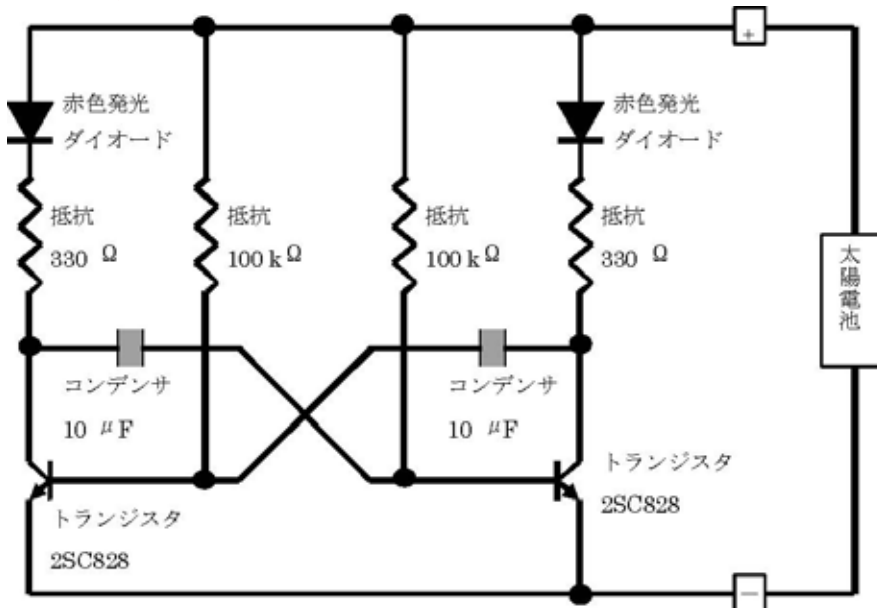 +
赤色発光
ダイオード
赤色発光
ダイオード
抵抗
330 Ω
抵抗
100 kΩ
抵抗
100 kΩ
抵抗
330 Ω
太陽電池
コンデンサ
10 μF
コンデンサ
10 μF
トランジスタ
2SC828
トランジスタ
2SC828
−